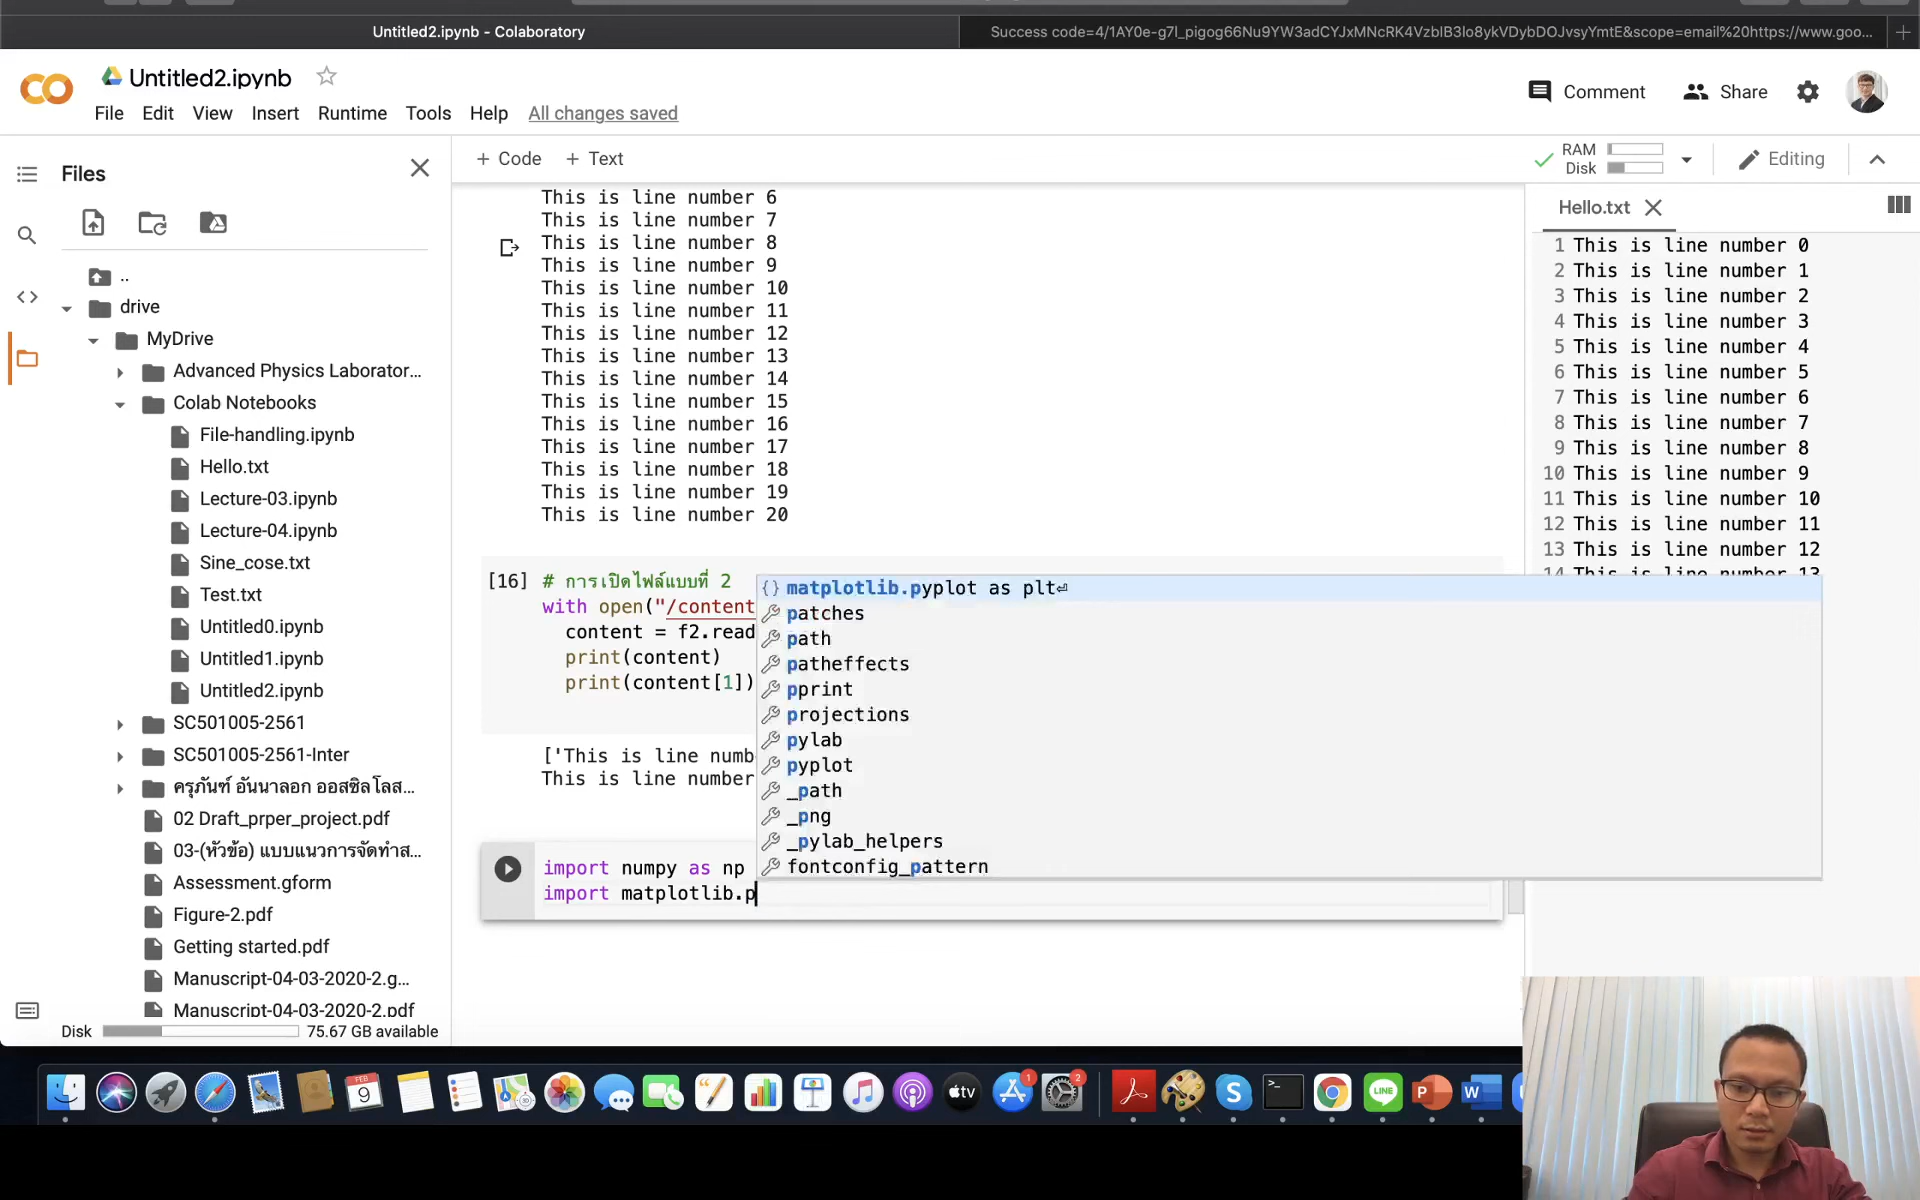 Untitled2.ipynb - Colaboratory
Success code=4/1AY0e-g7l_pigog66Nu9YW3adCYJxMNcRK4VzblB3lo8ykVDybDOJvsyYmtE&scope=email%20https://www.goo...
Untitled2.ipynb
File Edit View Insert Runtime Tools Help All changes saved
Comment Share
Files
+ Code + Text
RAM
Disk
Editing
..
drive
MyDrive
Advanced Physics Laborator...
Colab Notebooks
File-handling.ipynb
Hello.txt
Lecture-03.ipynb
Lecture-04.ipynb
Sine_cose.txt
Test.txt
Untitled0.ipynb
Untitled1.ipynb
Untitled2.ipynb
SC501005-2561
SC501005-2561-Inter
ครุภันฑ์ อันนาลอก ออสซิลโลส...
02 Draft_prper_project.pdf
03-(หัวข้อ) แบบแนวการจัดทำส...
Assessment.gform
Figure-2.pdf
Getting started.pdf
Manuscript-04-03-2020-2.g...
Manuscript-04-03-2020-2.pdf
Disk 75.67 GB available
This is line number 6
This is line number 7
This is line number 8
This is line number 9
This is line number 10
This is line number 11
This is line number 12
This is line number 13
This is line number 14
This is line number 15
This is line number 16
This is line number 17
This is line number 18
This is line number 19
This is line number 20
[16] # การเปิดไฟล์แบบที่ 2
with open("/content
content = f2.read
print(content)
print(content[1])
['This is line numb
This is line number
import numpy as np
import matplotlib.p
{} matplotlib.pyplot as plt⏎
patches
path
patheffects
pprint
projections
pylab
pyplot
_path
_png
_pylab_helpers
fontconfig_pattern
Hello.txt
1 This is line number 0
2 This is line number 1
3 This is line number 2
4 This is line number 3
5 This is line number 4
6 This is line number 5
7 This is line number 6
8 This is line number 7
9 This is line number 8
10 This is line number 9
11 This is line number 10
12 This is line number 11
13 This is line number 12
14 This is line number 13
FEB
9
tv
1
2
S
LINE
P
W